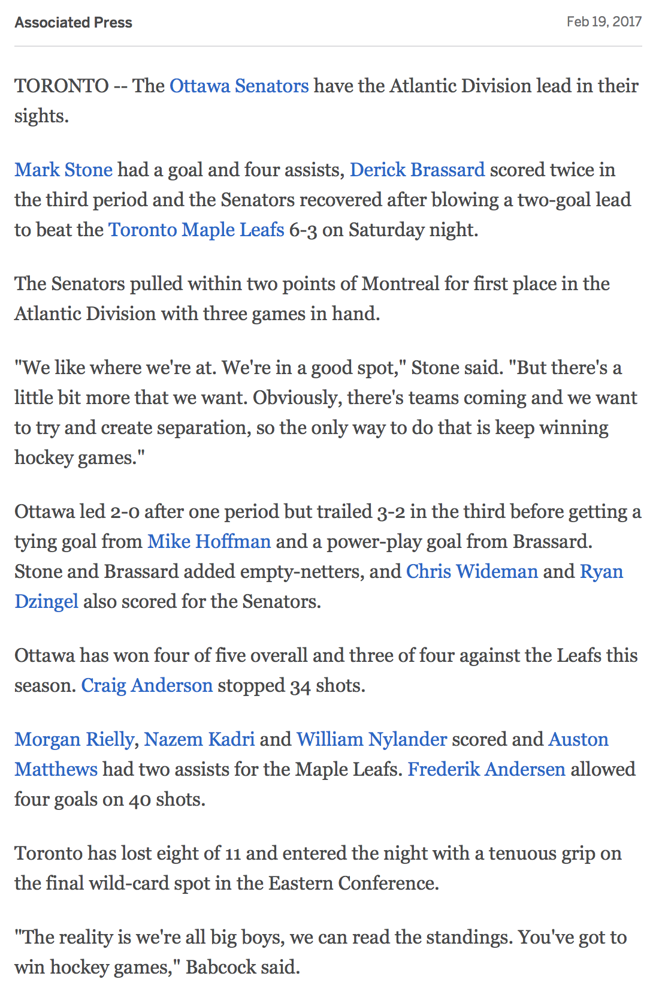 Associated Press
Feb 19, 2017
TORONTO -- The Ottawa Senators have the Atlantic Division lead in their
sights.
Mark Stone had a goal and four assists, Derick Brassard scored twice in
the third period and the Senators recovered after blowing a two-goal lead
to beat the Toronto Maple Leafs 6-3 on Saturday night.
The Senators pulled within two points of Montreal for first place in the
Atlantic Division with three games in hand.
"We like where we're at. We're in a good spot," Stone said. "But there's a
little bit more that we want. Obviously, there's teams coming and we want
to try and create separation, so the only way to do that is keep winning
hockey games."
Ottawa led 2-0 after one period but trailed 3-2 in the third before getting a
tying goal from Mike Hoffman and a power-play goal from Brassard.
Stone and Brassard added empty-netters, and Chris Wideman and Ryan
Dzingel also scored for the Senators.
Ottawa has won four of five overall and three of four against the Leafs this
season. Craig Anderson stopped 34 shots.
Morgan Rielly, Nazem Kadri and William Nylander scored and Auston
Matthews had two assists for the Maple Leafs. Frederik Andersen allowed
four goals on 40 shots.
Toronto has lost eight of 11 and entered the night with a tenuous grip on
the final wild-card spot in the Eastern Conference.
"The reality is we're all big boys, we can read the standings. You've got to
win hockey games," Babcock said.